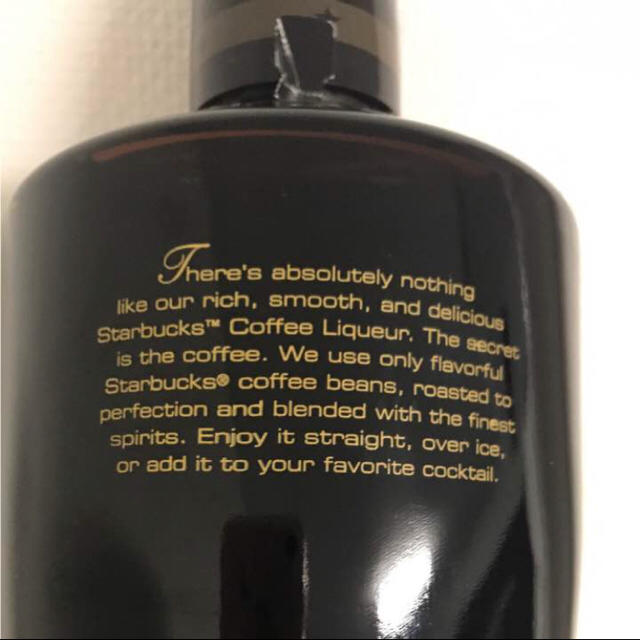 There's absolutely nothing
like our rich, smooth, and delicious
Starbucks™ Coffee Liqueur. The secret
is the coffee. We use only flavorful
Starbucks® coffee beans, roasted to
perfection and blended with the finest
spirits. Enjoy it straight, over ice,
or add it to your favorite cocktail.